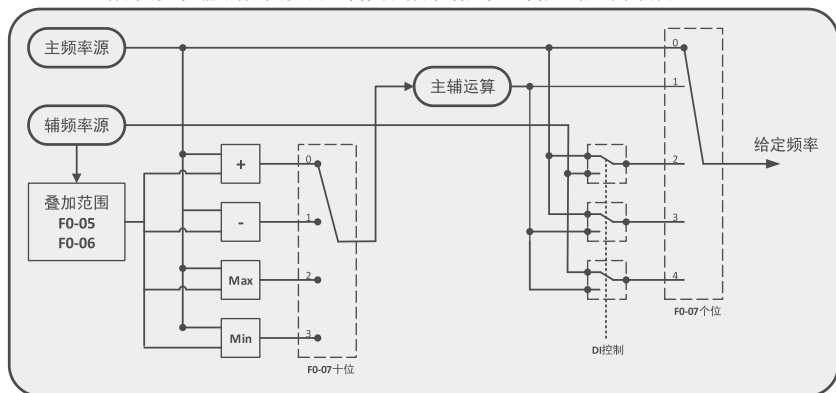 主频率源
辅频率源
叠加范围
F0-05
F0-06
+
-
Max
Min
0
1
2
3
F0-07十位
主辅运算
0
1
2
3
4
F0-07个位
DI控制
给定频率